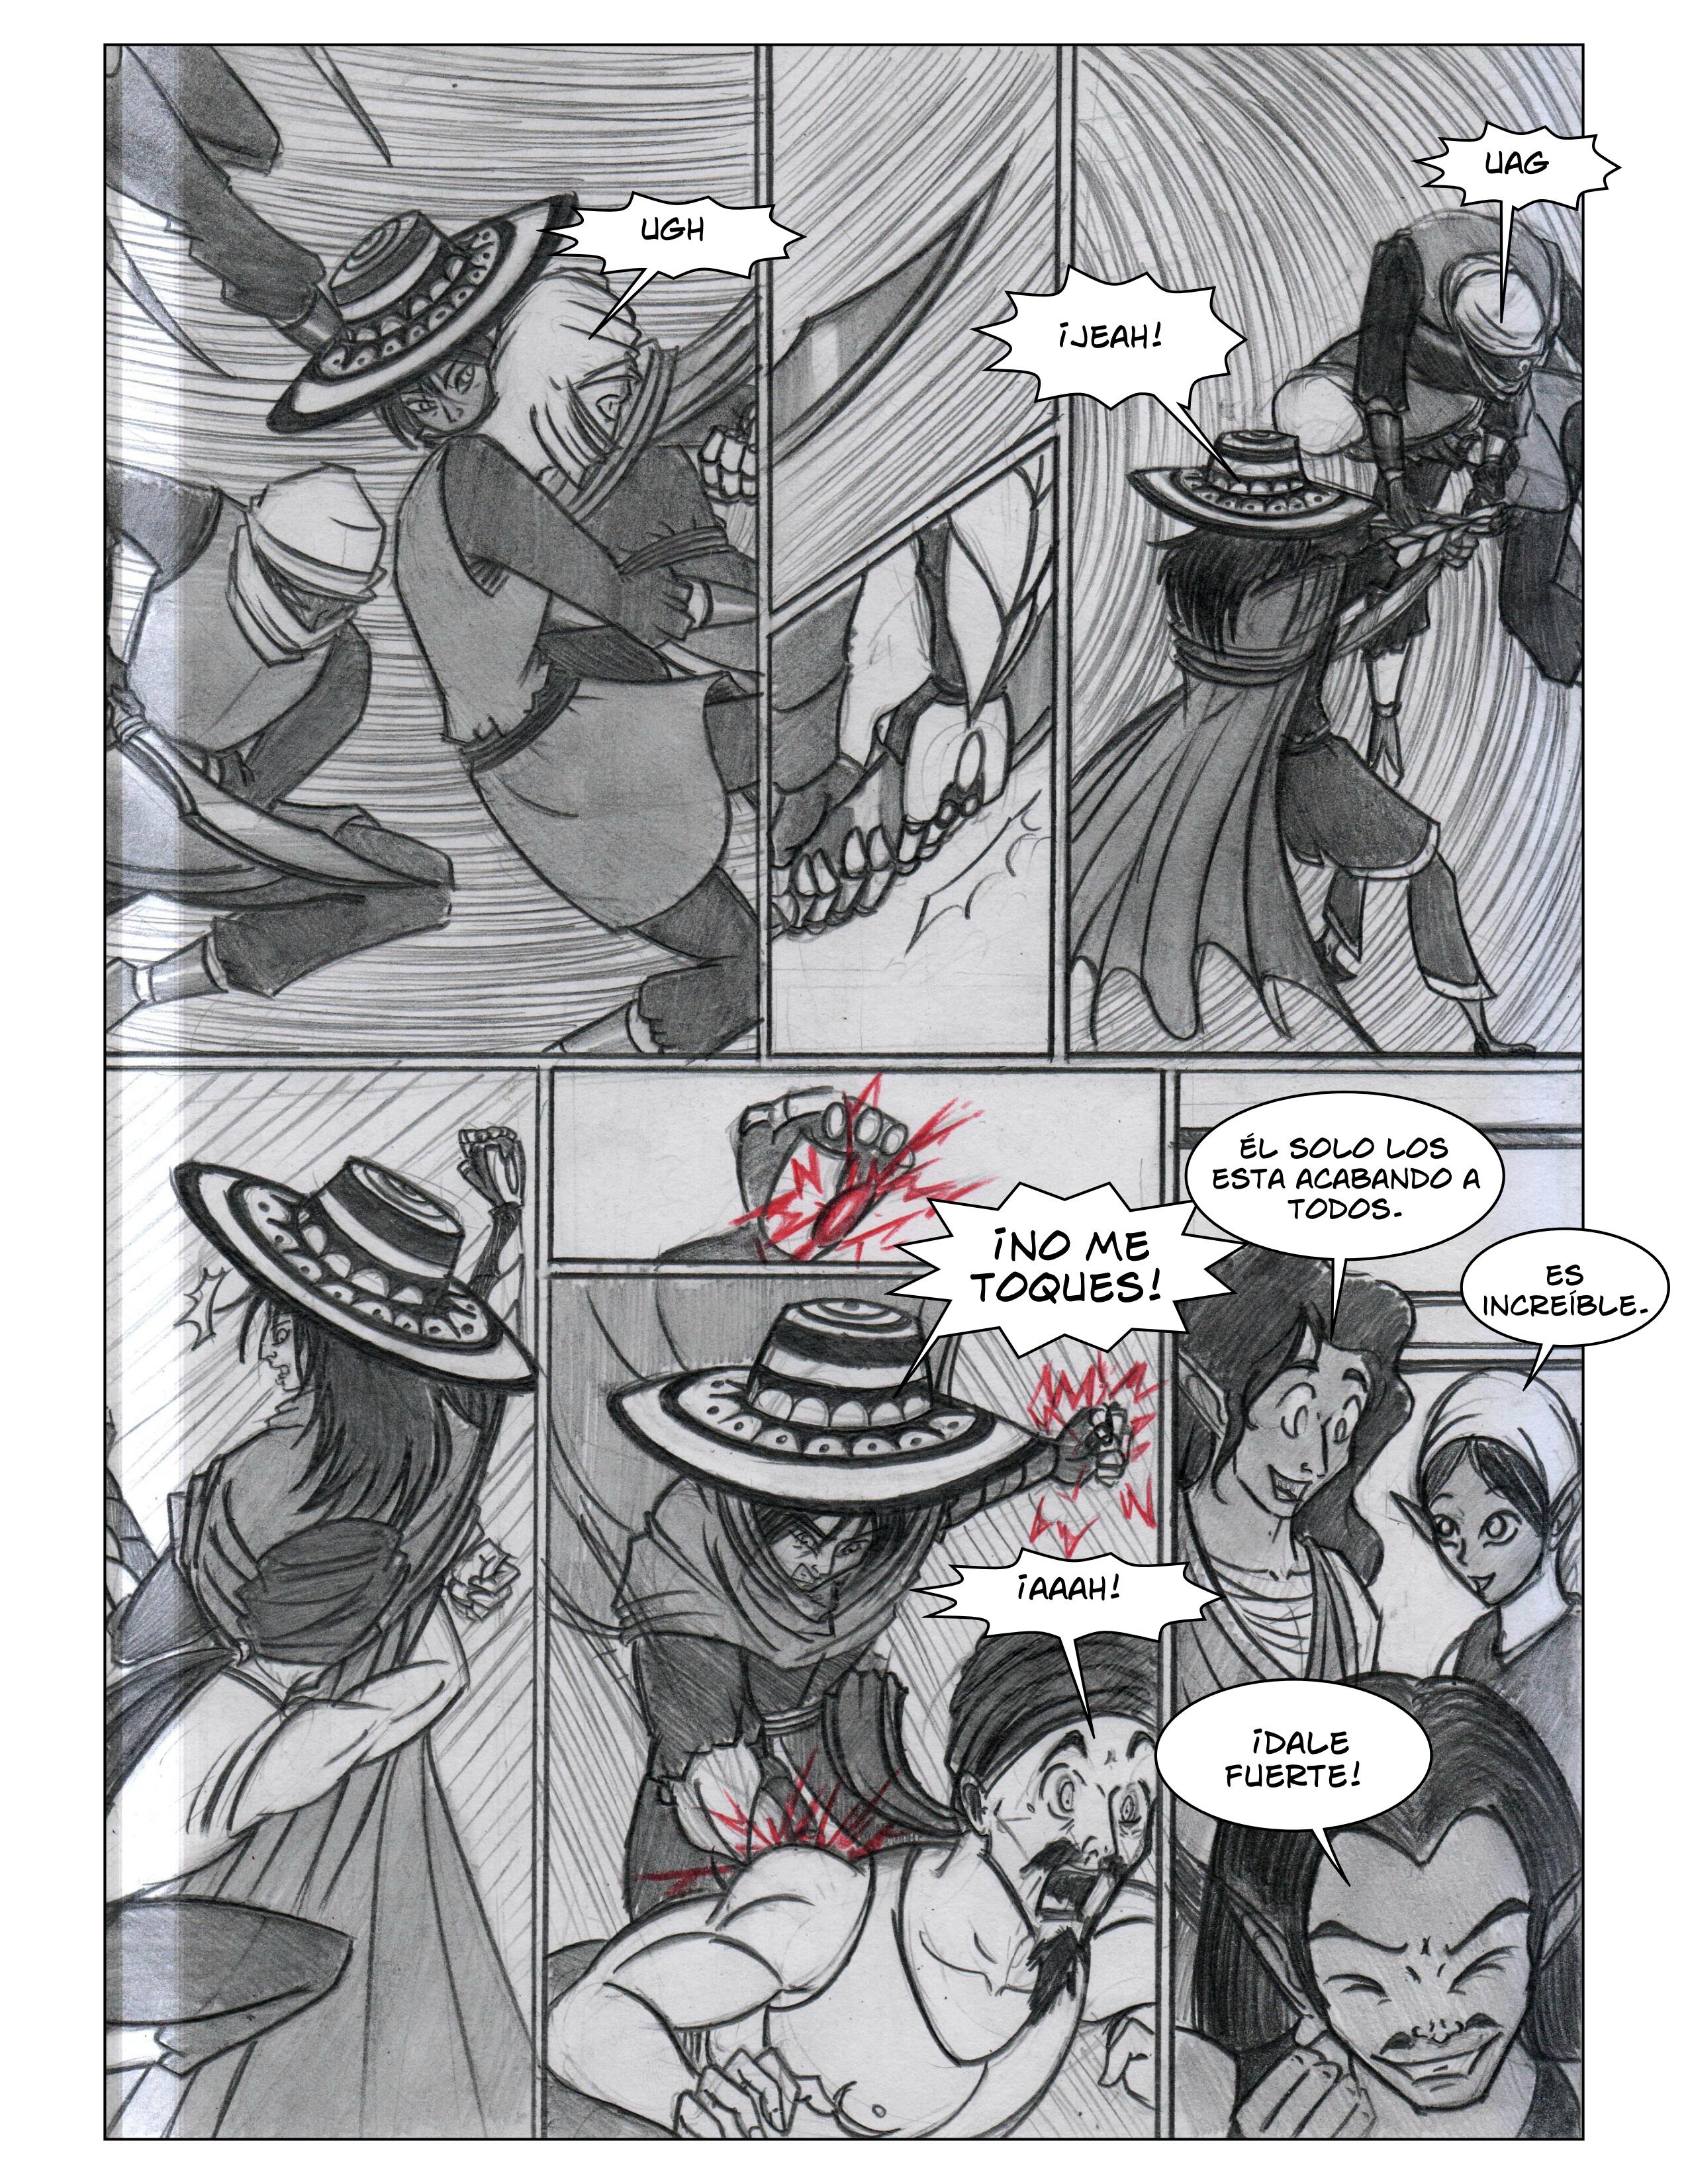 UGH
¡JEAH!
UAG
¡NO ME
TOQUES!
¡AAAH!
ÉL SOLO LOS
ESTA ACABANDO A
TODOS.
ES
INCREÍBLE.
¡DALE
FUERTE!